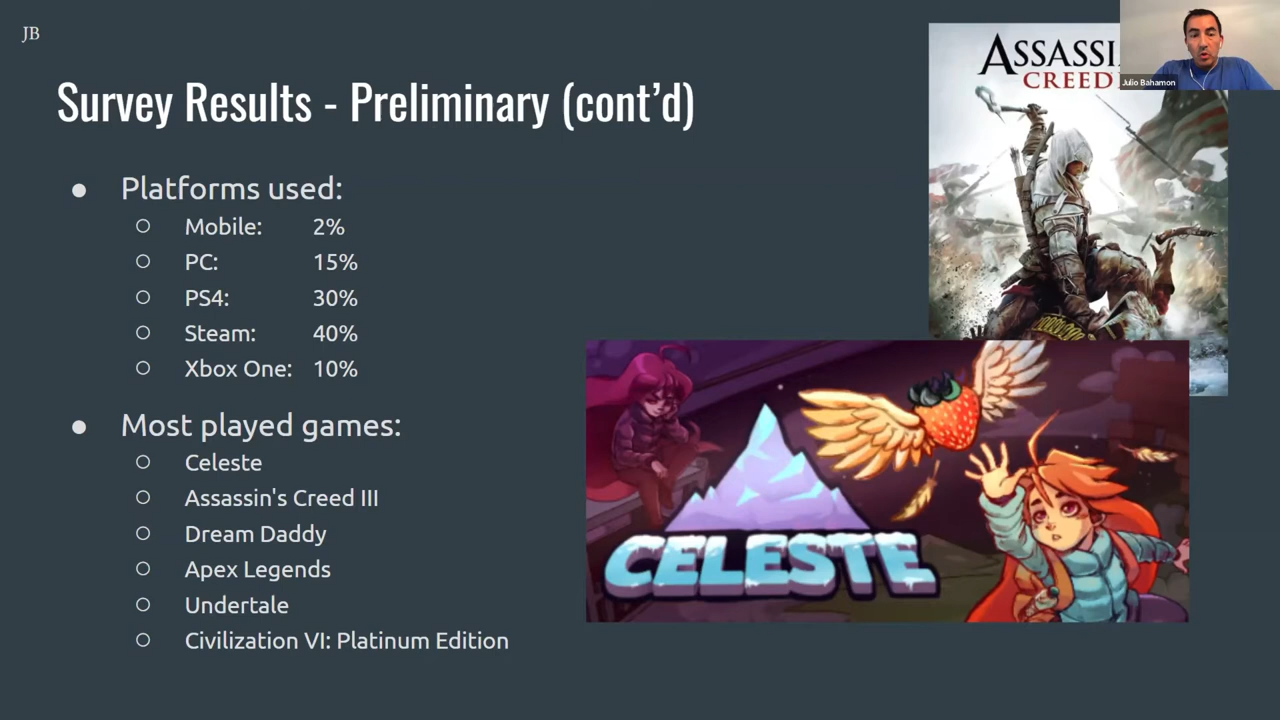 JB
ASSASSI
CREED
Julio Bahamon
Survey Results - Preliminary (cont’d)
● Platforms used:
○ Mobile: 2%
○ PC: 15%
○ PS4: 30%
○ Steam: 40%
○ Xbox One: 10%
● Most played games:
○ Celeste
○ Assassin's Creed III
○ Dream Daddy
○ Apex Legends
○ Undertale
○ Civilization VI: Platinum Edition
CELESTE